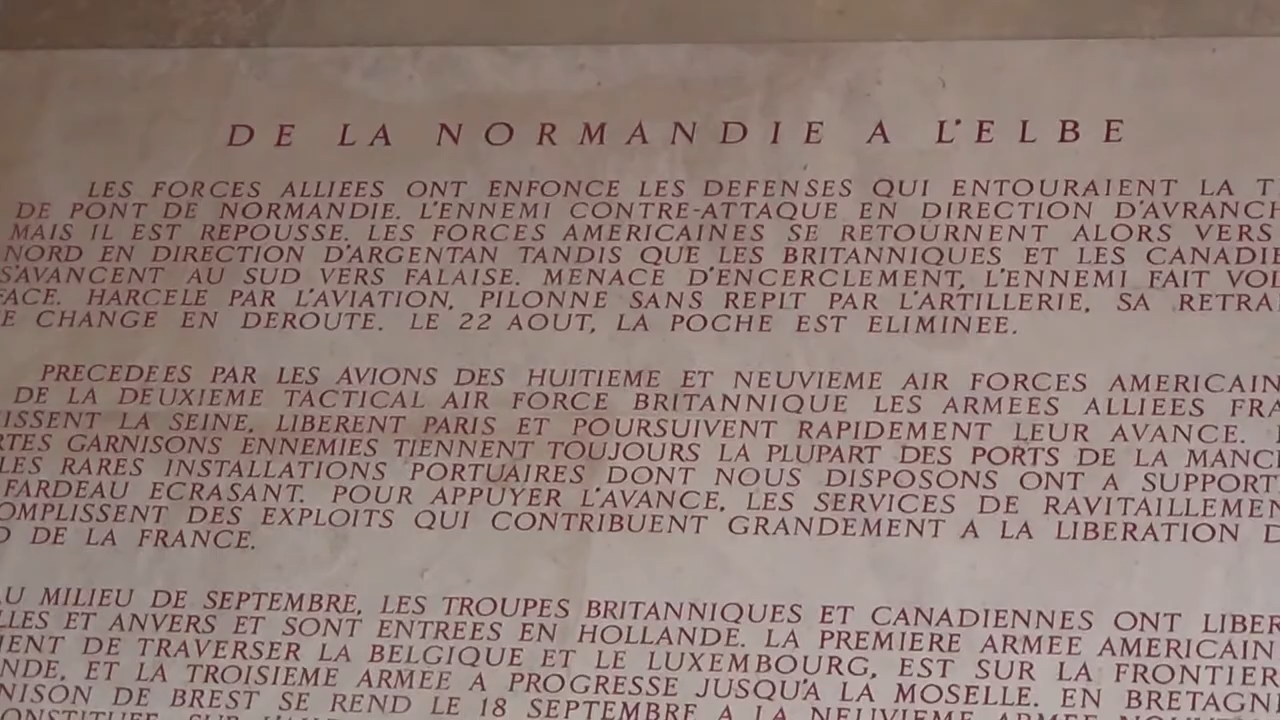 DE LA NORMANDIE A L'ELBE
LES FORCES ALLIEES ONT ENFONCE LES DEFENSES QUI ENTOURAIENT LA
DE PONT DE NORMANDIE. L'ENNEMI CONTRE-ATTAQUE EN DIRECTION
MAIS IL EST REPOUSSE. LES FORCES AMERICAINES SE RETOURNENT ALORS VERS
NORD EN DIRECTION D'ARGENTAN TANDIS QUE LES BRITANNIQUES ET LES
S'AVANCENT AU SUD VERS FALAISE. MENACE D'ENCERCLEMENT, L'ENNEMI FAIT
FACE. HARCELE PAR L'AVIATION, PILONNE SANS REPIT PAR L'ARTILLERIE, SA
CHANGE EN DEROUTE. LE 22 AOUT, LA POCHE EST ELIMINEE.
PRECEDEES PAR LES AVIONS DES HUITIEME ET NEUVIEME AIR FORCES
DE LA DEUXIEME TACTICAL AIR FORCE BRITANNIQUE LES ARMEES ALLIEES
LA SEINE, LIBERENT PARIS ET POURSUIVENT RAPIDEMENT LEUR AVANCE.
GARNISONS ENNEMIES TIENNENT TOUJOURS LA PLUPART DES PORTS DE LA
LES RARES INSTALLATIONS PORTUAIRES DONT NOUS DISPOSONS ONT A
FARDEAU ECRASANT. POUR APPUYER L'AVANCE, LES SERVICES DE
DES EXPLOITS QUI CONTRIBUENT GRANDEMENT A LA LIBERATION
DE LA FRANCE.
MILIEU DE SEPTEMBRE, LES TROUPES BRITANNIQUES ET CANADIENNES ONT
ET ANVERS ET SONT ENTREES EN HOLLANDE. LA PREMIERE ARMEE
DE TRAVERSER LA BELGIQUE ET LE LUXEMBOURG, EST SUR LA
ET LA TROISIEME ARMEE A PROGRESSE JUSQU'A LA MOSELLE. EN
DE BREST SE REND LE 18 SEPTEMBRE A LA NEUVIEME ARMEE